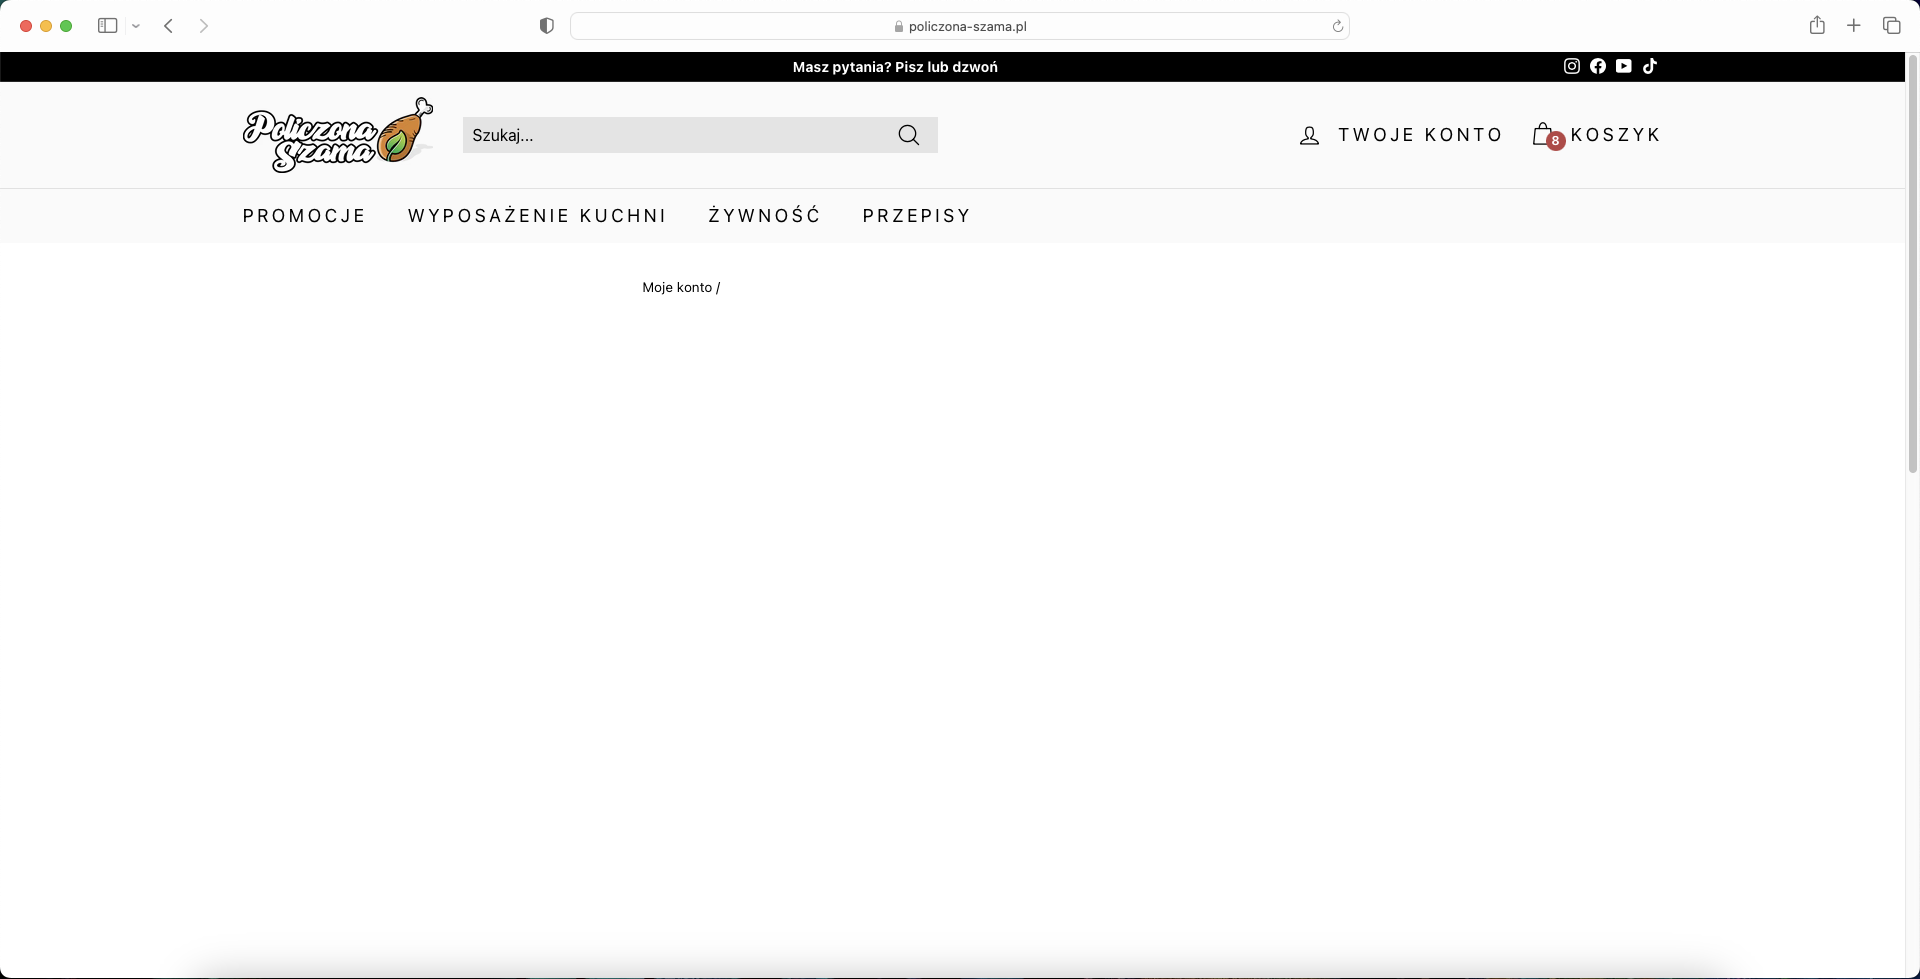 policzona-szama.pl
Masz pytania? Pisz lub dzwoń
Policzona
Szama
Szukaj...
TWOJE KONTO
8
KOSZYK
PROMOCJE
WYPOSAŻENIE KUCHNI
ŻYWNOŚĆ
PRZEPISY
Moje konto /